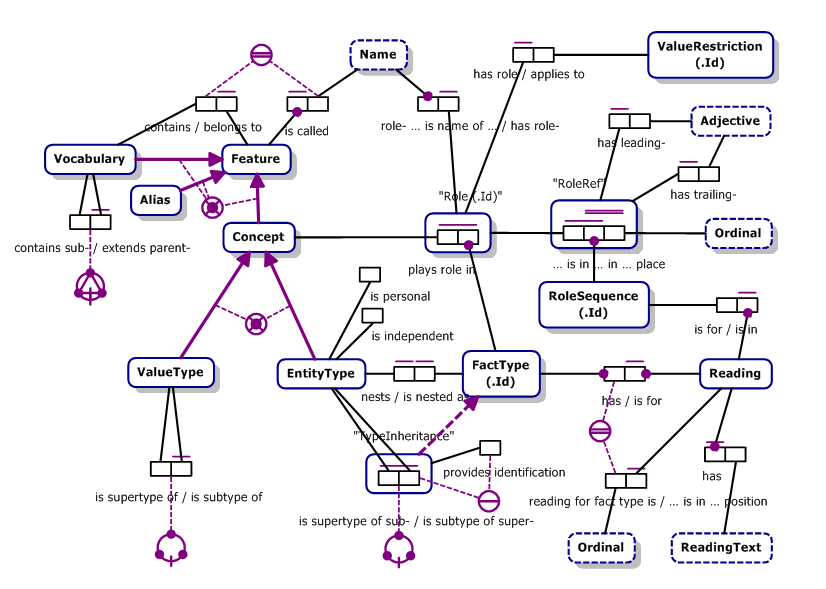 Name
ValueRestriction
(.Id)
has role / applies to
contains / belongs to
is called
role- ... is name of ... / has role-
has leading-
Adjective
Vocabulary
Feature
"Role (.Id)"
"RoleRef"
has trailing-
Alias
Concept
Ordinal
contains sub- / extends parent-
plays role in
... is in ... in ... place
is personal
RoleSequence
(.Id)
is for / is in
is independent
ValueType
EntityType
FactType
(.Id)
Reading
nests / is nested as
has / is for
"TypeInheritance"
provides identification
has
is supertype of / is subtype of
reading for fact type is / ... is in ... position
is supertype of sub- / is subtype of super-
Ordinal
ReadingText